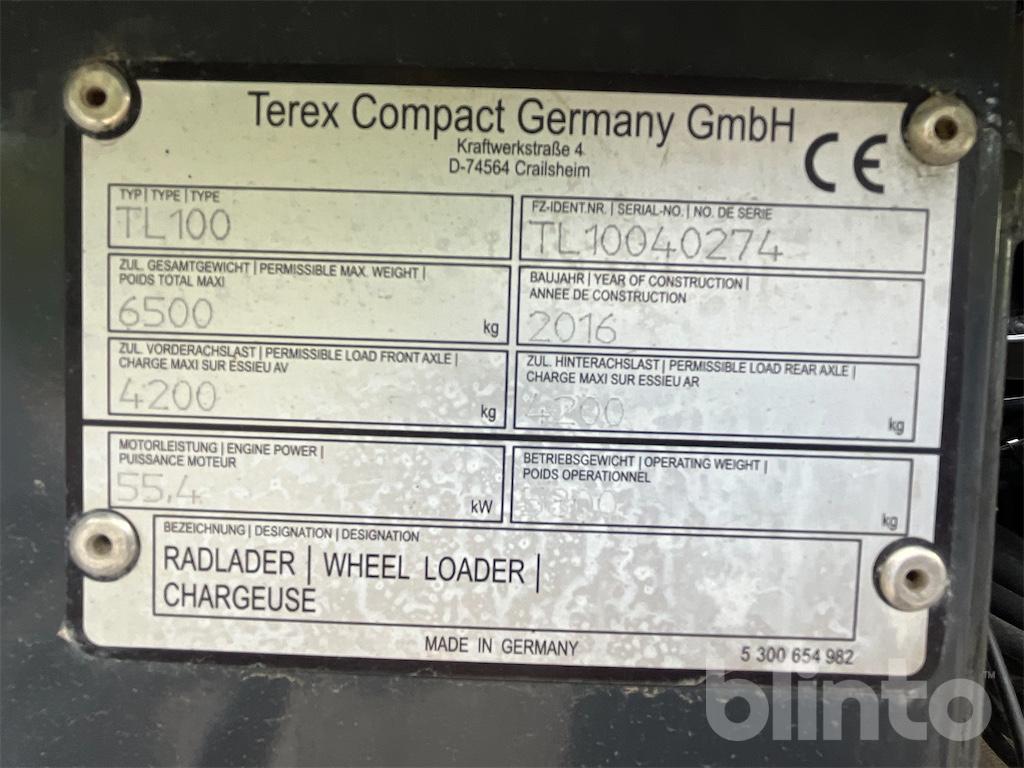 Terex Compact Germany GmbH
Kraftwerkstraße 4
D-74564 Crailsheim
CE
TYP | TYPE | TYPE
TL100
FZ-IDENT.NR. | SERIAL-NO. | NO. DE SERIE
TL10040274
ZUL. GESAMTGEWICHT | PERMISSIBLE MAX. WEIGHT |
POIDS TOTAL MAXI
6500 kg
BAUJAHR | YEAR OF CONSTRUCTION |
ANNEE DE CONSTRUCTION
2016
ZUL. VORDERACHSLAST | PERMISSIBLE LOAD FRONT AXLE |
CHARGE MAXI SUR ESSIEU AV
4200 kg
ZUL. HINTERACHSLAST | PERMISSIBLE LOAD REAR AXLE |
CHARGE MAXI SUR ESSIEU AR
4200 kg
MOTORLEISTUNG | ENGINE POWER |
PUISSANCE MOTEUR
55,4 kW
BETRIEBSGEWICHT | OPERATING WEIGHT |
POIDS OPERATIONNEL
kg
BEZEICHNUNG | DESIGNATION | DESIGNATION
RADLADER | WHEEL LOADER |
CHARGEUSE
MADE IN GERMANY
5 300 654 982
blinto™